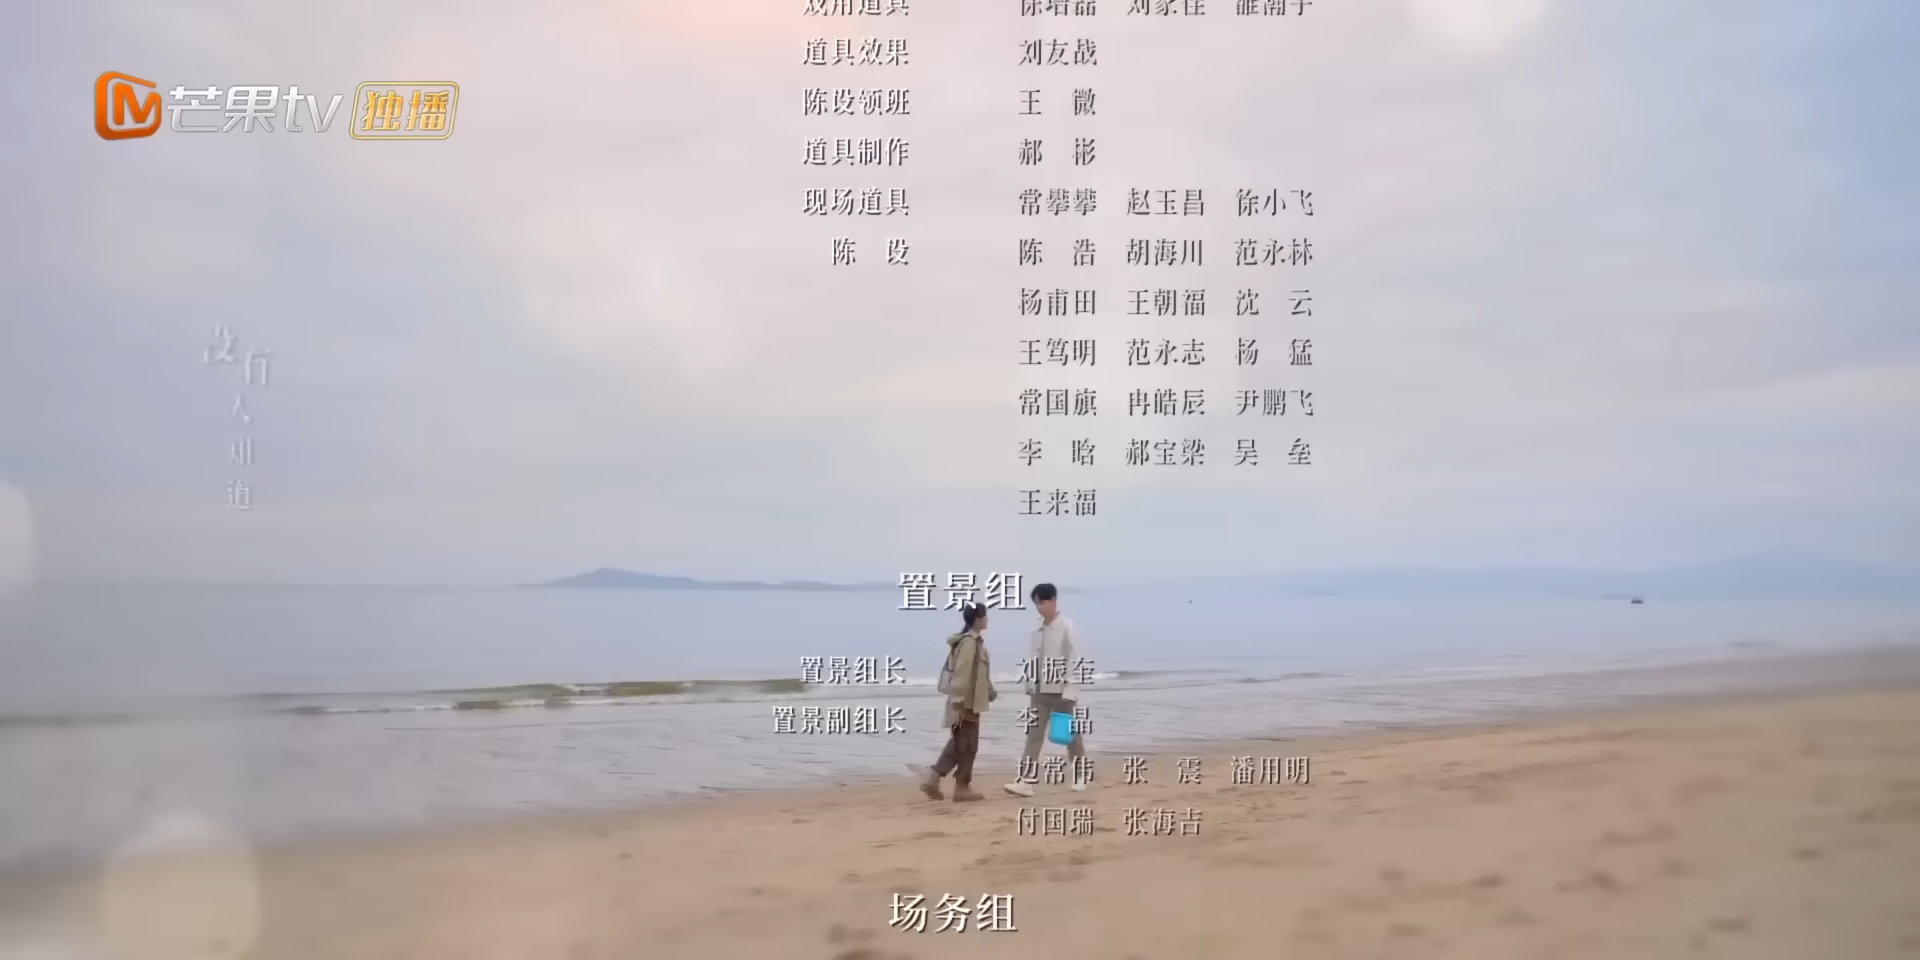 芒果tv 独播
道具效果 刘友战
陈设领班 王 微
道具制作 郝 彬
现场道具 常攀攀 赵玉昌 徐小飞
陈 设 陈 浩 胡海川 范永林
杨甫田 王朝福 沈 云
王笃明 范永志 杨 猛
常国旗 冉皓辰 尹鹏飞
李 晗 郝宝梁 吴 垒
王来福
没有人知道
置景组
置景组长 刘振奎
置景副组长 李 晶
边常伟 张 震 潘用明
付国瑞 张海吉
场务组